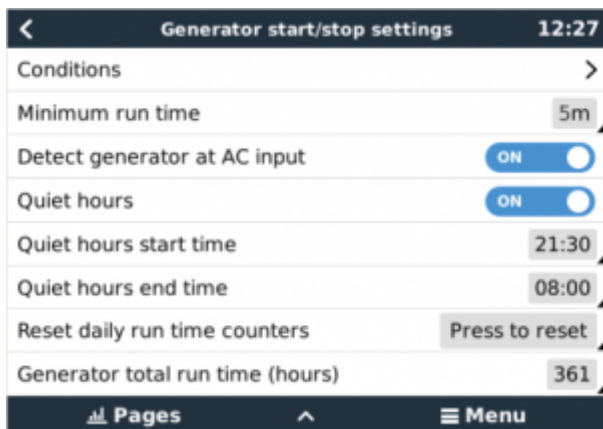 Generator start/stop settings 12:27
Conditions
Minimum run time 5m
Detect generator at AC input ON
Quiet hours ON
Quiet hours start time 21:30
Quiet hours end time 08:00
Reset daily run time counters Press to reset
Generator total run time (hours) 361
Pages Menu